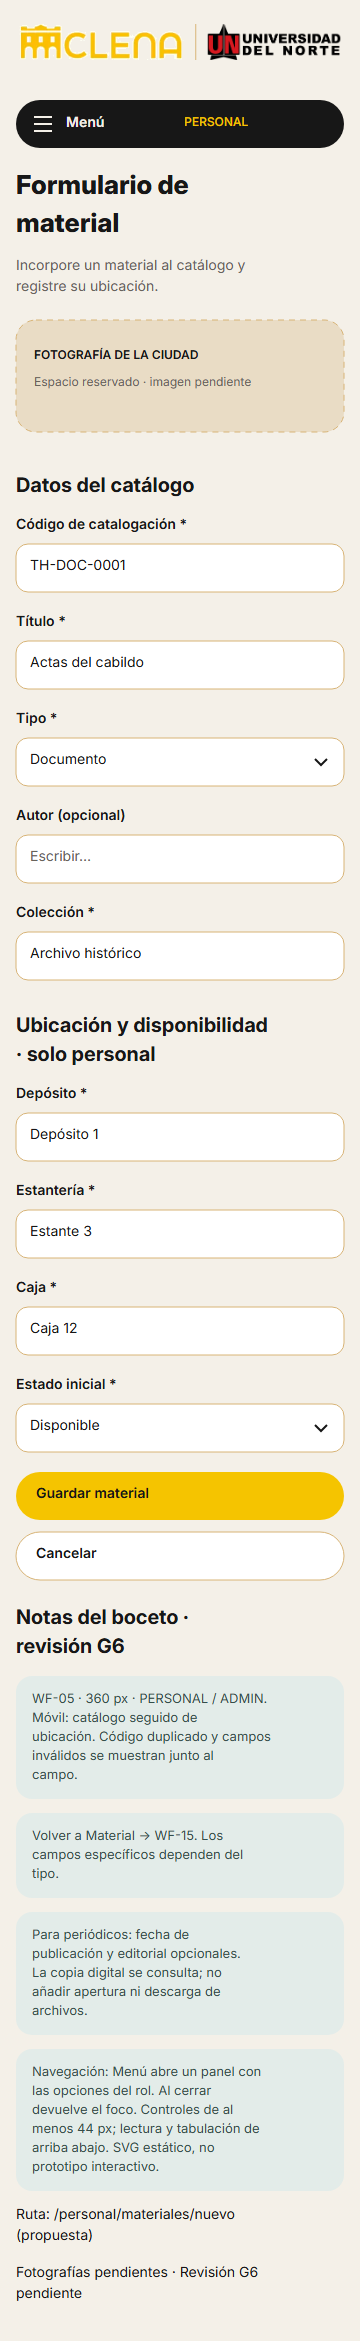 CLENA
UNIVERSIDAD
DEL NORTE
UN
Menú
PERSONAL
Formulario de
material
Incorpore un material al catálogo y
registre su ubicación.
FOTOGRAFÍA DE LA CIUDAD
Espacio reservado · imagen pendiente
Datos del catálogo
Código de catalogación *
TH-DOC-0001
Título *
Actas del cabildo
Tipo *
Documento
Autor (opcional)
Escribir...
Colección *
Archivo histórico
Ubicación y disponibilidad
· solo personal
Depósito *
Depósito 1
Estantería *
Estante 3
Caja *
Caja 12
Estado inicial *
Disponible
Guardar material
Cancelar
Notas del boceto ·
revisión G6
WF-05 · 360 px · PERSONAL / ADMIN.
Móvil: catálogo seguido de
ubicación. Código duplicado y campos
inválidos se muestran junto al
campo.
Volver a Material → WF-15. Los
campos específicos dependen del
tipo.
Para periódicos: fecha de
publicación y editorial opcionales.
La copia digital se consulta; no
añadir apertura ni descarga de
archivos.
Navegación: Menú abre un panel con
las opciones del rol. Al cerrar
devuelve el foco. Controles de al
menos 44 px; lectura y tabulación de
arriba abajo. SVG estático, no
prototipo interactivo.
Ruta: /personal/materiales/nuevo
(propuesta)
Fotografías pendientes · Revisión G6
pendiente